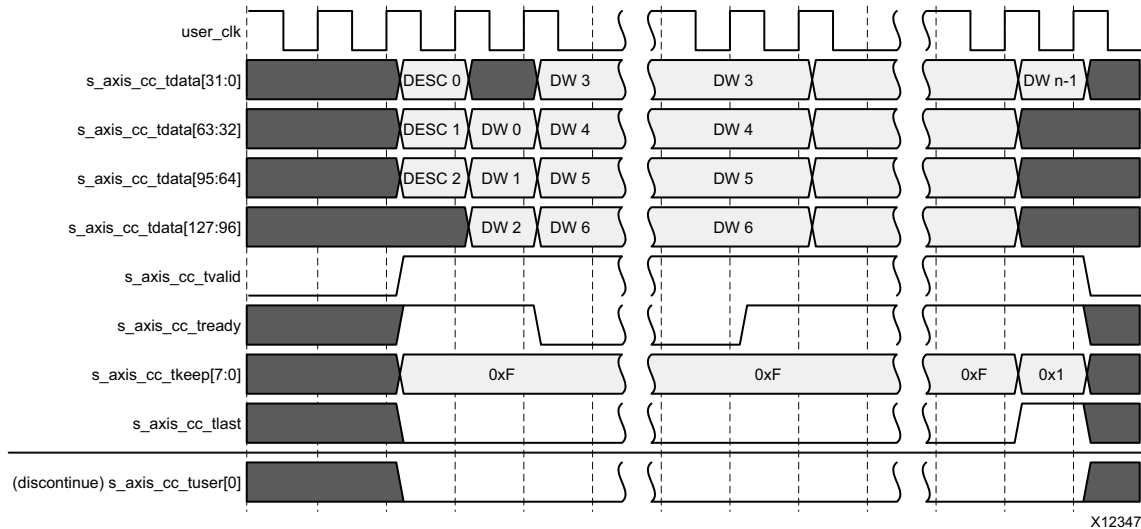 user_clk
s_axis_cc_tdata[31:0] DESC 0 DW 3 DW 3 DW n-1
s_axis_cc_tdata[63:32] DESC 1 DW 0 DW 4 DW 4
s_axis_cc_tdata[95:64] DESC 2 DW 1 DW 5 DW 5
s_axis_cc_tdata[127:96] DW 2 DW 6 DW 6
s_axis_cc_tvalid
s_axis_cc_tready
s_axis_cc_tkeep[7:0] 0xF 0xF 0xF 0x1
s_axis_cc_tlast
(discontinue) s_axis_cc_tuser[0]
X12347